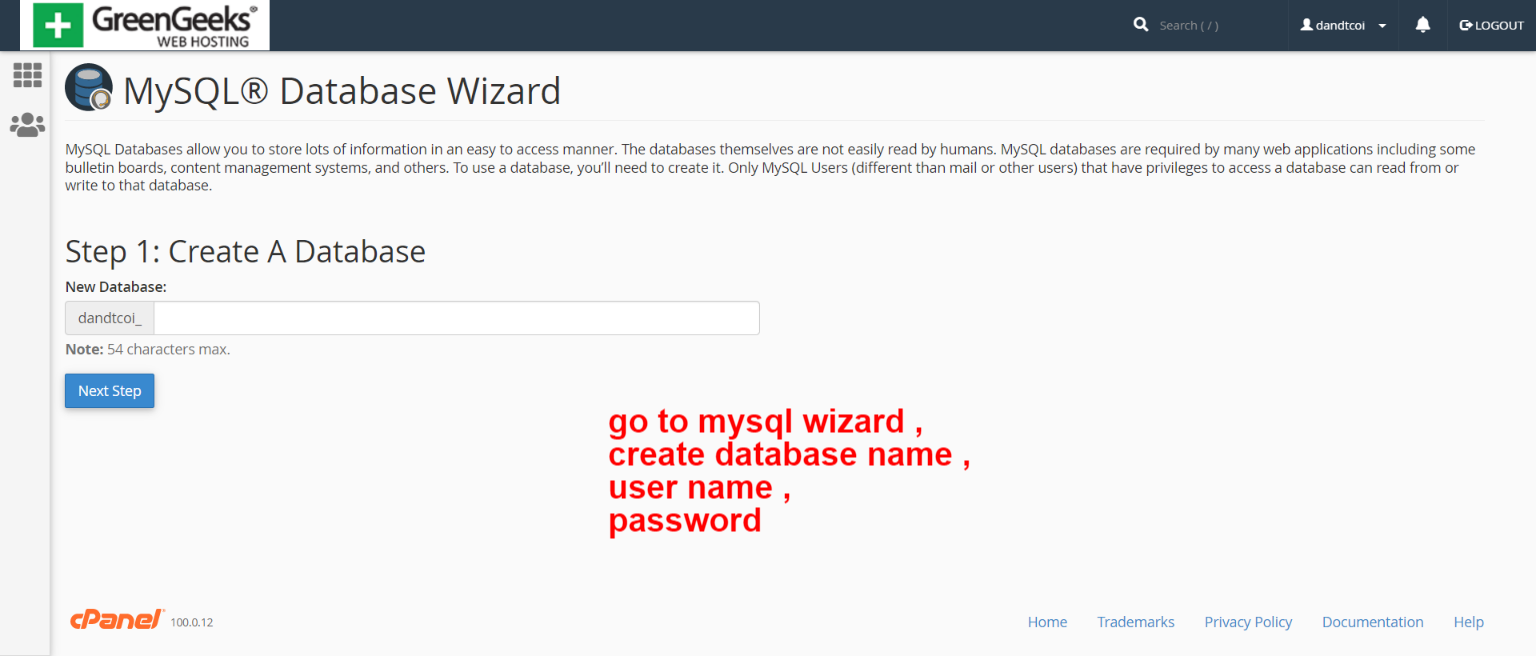 GreenGeeks®
WEB HOSTING
Search ( / )
dandtcoi
LOGOUT
MySQL® Database Wizard
MySQL Databases allow you to store lots of information in an easy to access manner. The databases themselves are not easily read by humans. MySQL databases are required by many web applications including some
bulletin boards, content management systems, and others. To use a database, you'll need to create it. Only MySQL Users (different than mail or other users) that have privileges to access a database can read from or
write to that database.
Step 1: Create A Database
New Database:
dandtcoi_
Note: 54 characters max.
Next Step
go to mysql wizard ,
create database name ,
user name ,
password
cPanel® 100.0.12
Home Trademarks Privacy Policy Documentation Help